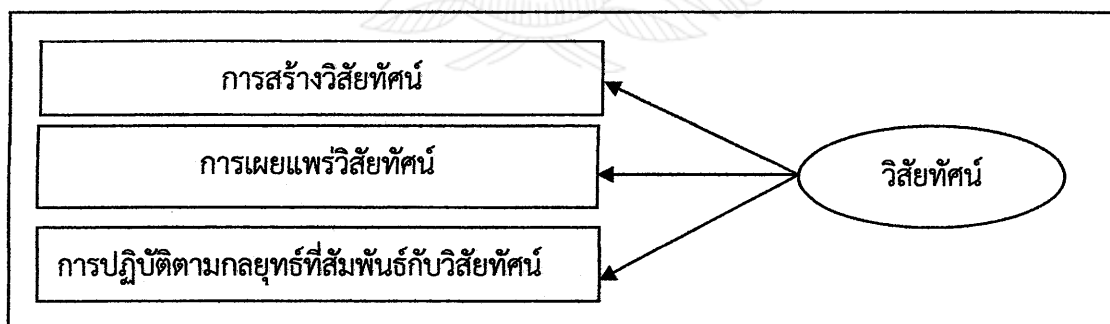 การสร้างวิสัยทัศน์
การเผยแพร่วิสัยทัศน์
วิสัยทัศน์
การปฏิบัติตามกลยุทธ์ที่สัมพันธ์กับวิสัยทัศน์